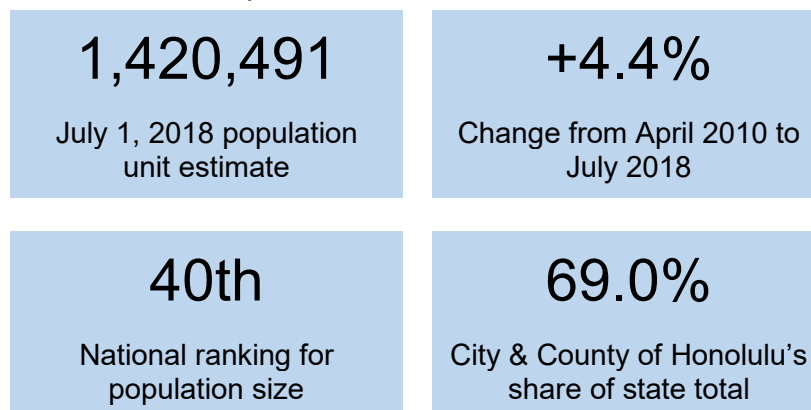 1,420,491
July 1, 2018 population
unit estimate
+4.4%
Change from April 2010 to
July 2018
40th
National ranking for
population size
69.0%
City & County of Honolulu’s
share of state total